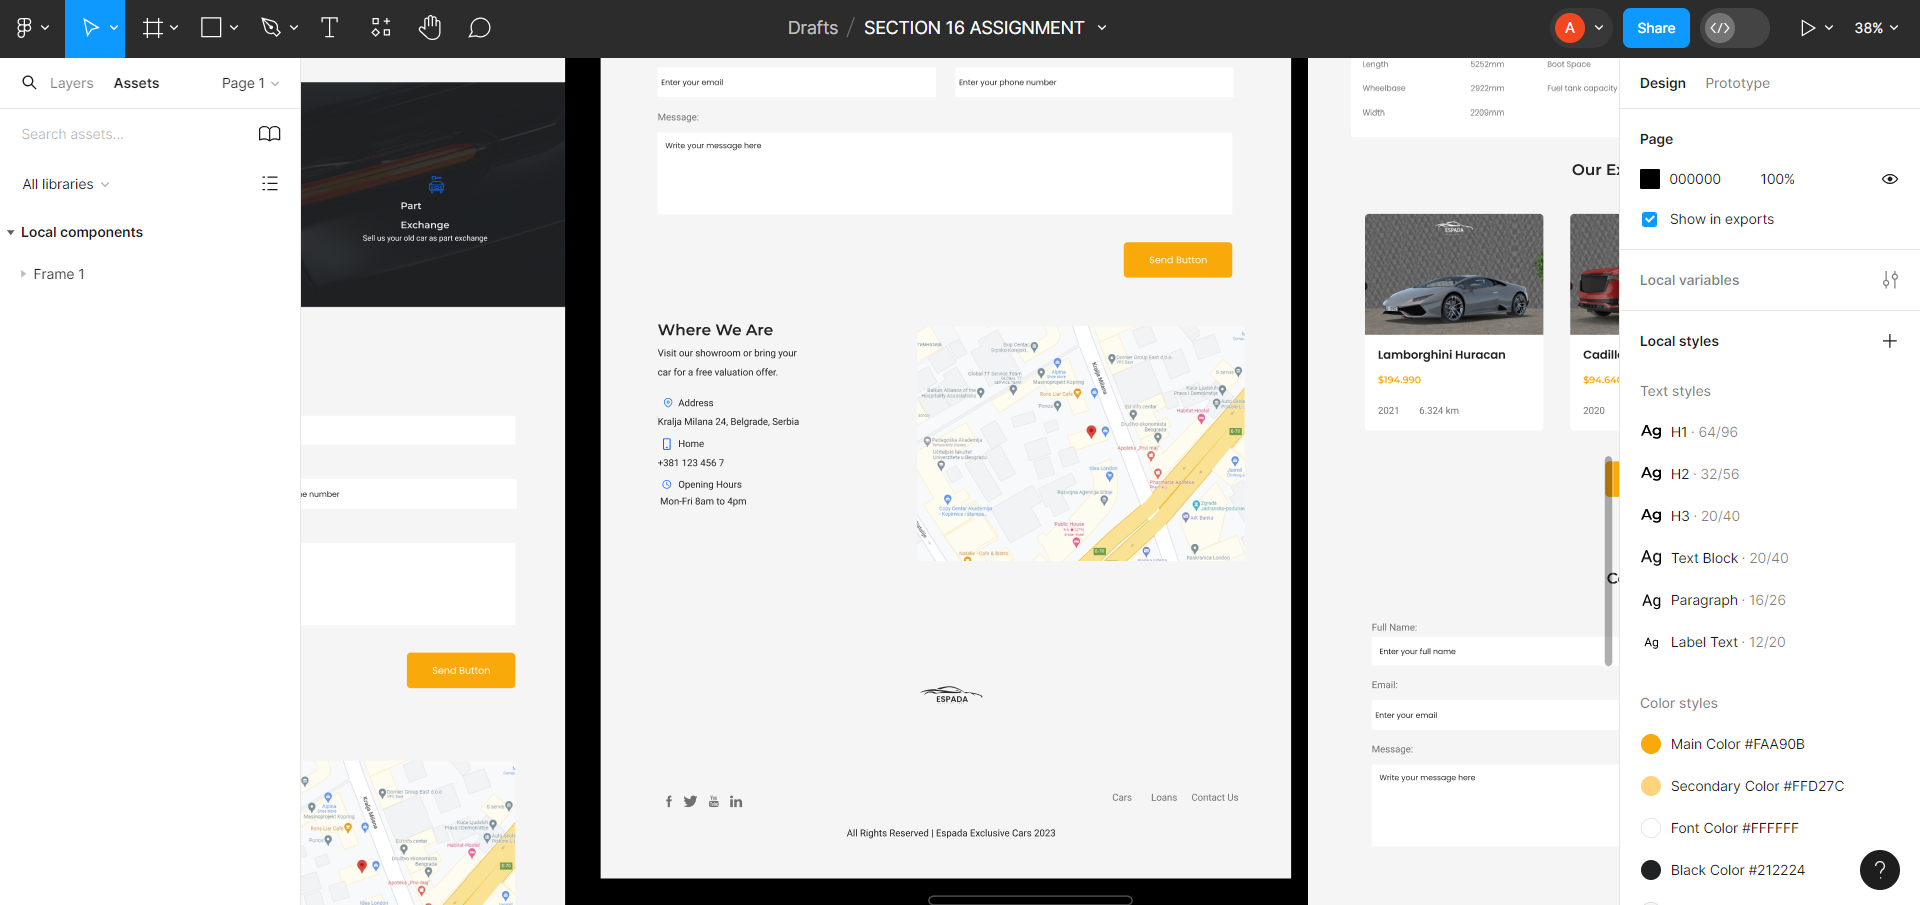 Drafts / SECTION 16 ASSIGNMENT
A
Share
38%
Layers
Assets
Page 1
Search assets...
All libraries
Local components
Frame 1
Part
Exchange
Sell us your old car as part exchange
e number
Send Button
Enter your email
Enter your phone number
Message:
Write your message here
Send Button
Where We Are
Visit our showroom or bring your
car for a free valuation offer.
Address
Kralja Milana 24, Belgrade, Serbia
Home
+381 123 456 7
Opening Hours
Mon-Fri 8am to 4pm
Kralja Milana
Public House
ESPADA
Cars
Loans
Contact Us
All Rights Reserved | Espada Exclusive Cars 2023
Length
5252mm
Boot Space
Wheelbase
2922mm
Fuel tank capacity
Width
2209mm
Our Ex
ESPADA
Lamborghini Huracan
$194.990
2021
6.324 km
Cadill
$94.640
2020
Full Name:
Enter your full name
Email:
Enter your email
Message:
Write your message here
Design
Prototype
Page
000000
100%
Show in exports
Local variables
Local styles
Text styles
Ag H1 · 64/96
Ag H2 · 32/56
Ag H3 · 20/40
Ag Text Block · 20/40
Ag Paragraph · 16/26
Ag Label Text · 12/20
Color styles
Main Color #FAA90B
Secondary Color #FFD27C
Font Color #FFFFFF
Black Color #212224
?